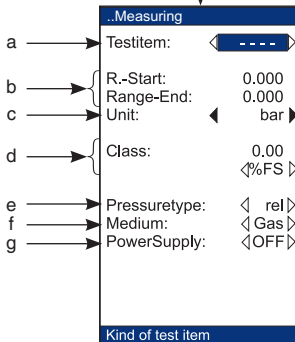 ..Measuring
a Testitem: ----
b R.-Start: 0.000
Range-End: 0.000
c Unit: bar
d Class: 0.00
%FS
e Pressuretype: rel
f Medium: Gas
g PowerSupply: OFF
Kind of test item